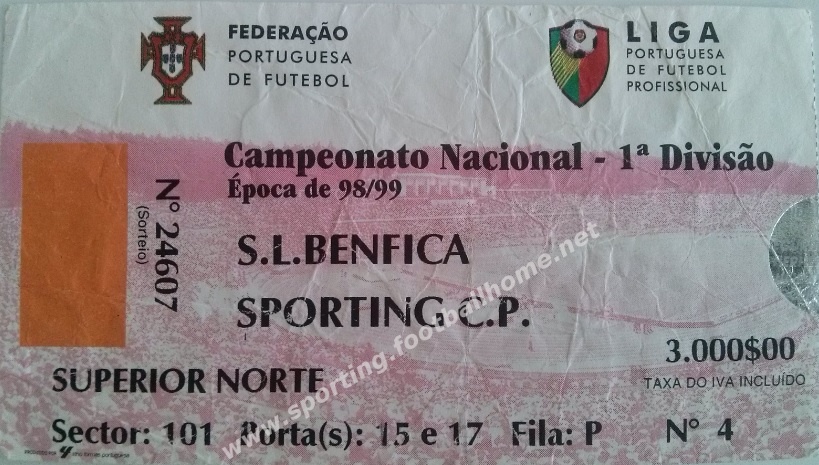 FEDERAÇÃO
PORTUGUESA
DE FUTEBOL
LIGA
PORTUGUESA
DE FUTEBOL
PROFISSIONAL
Campeonato Nacional - 1ª Divisão
Época de 98/99
Nº 24607
(Sorteio)
S.L.BENFICA
SPORTING.C.P.
www.sporting.footballhome.net
3.000$00
TAXA DO IVA INCLUÍDO
SUPERIOR NORTE
Sector: 101 Porta(s): 15 e 17 Fila: P Nº 4